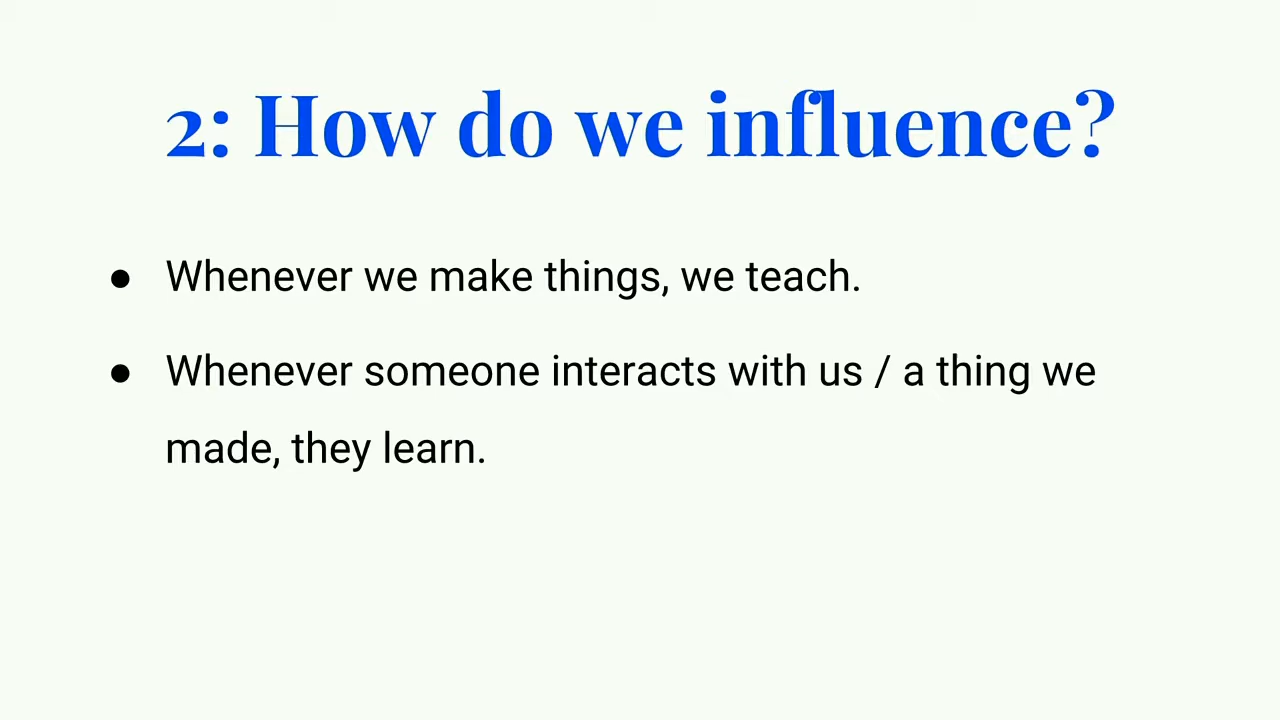 2: How do we influence?
● Whenever we make things, we teach.
● Whenever someone interacts with us / a thing we
made, they learn.